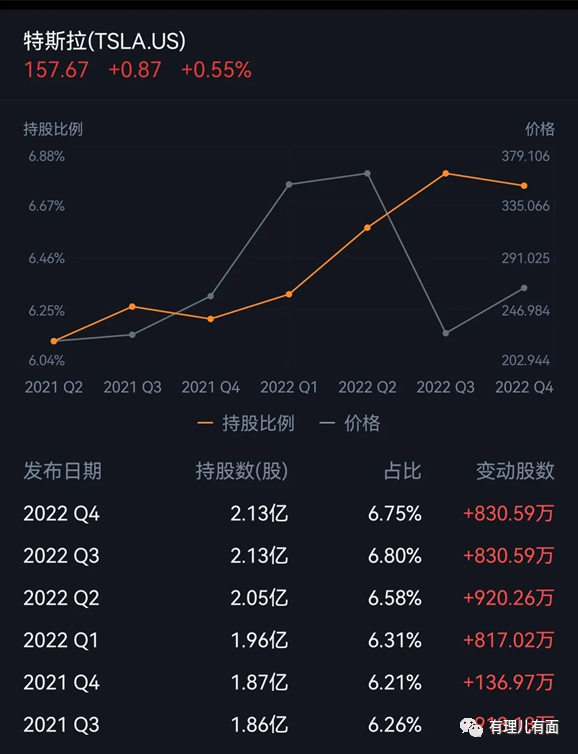 特斯拉(TSLA.US)
157.67 +0.87 +0.55%
持股比例 价格
6.88% 379.106
6.67% 335.066
6.46% 291.025
6.25% 246.984
6.04% 202.944
2021 Q2 2021 Q3 2021 Q4 2022 Q1 2022 Q2 2022 Q3 2022 Q4
持股比例 价格
发布日期 持股数(股) 占比 变动股数
2022 Q4 2.13亿 6.75% +830.59万
2022 Q3 2.13亿 6.80% +830.59万
2022 Q2 2.05亿 6.58% +920.26万
2022 Q1 1.96亿 6.31% +817.02万
2021 Q4 1.87亿 6.21% +136.97万
2021 Q3 1.86亿 6.26%
有理儿有面